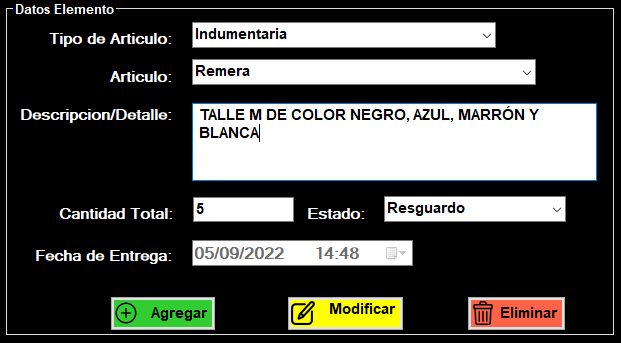 Datos Elemento
Tipo de Articulo: Indumentaria
Articulo: Remera
Descripcion/Detalle: TALLE M DE COLOR NEGRO, AZUL, MARRÓN Y
BLANCA
Cantidad Total: 5 Estado: Resguardo
Fecha de Entrega: 05/09/2022 14:48
Agregar Modificar Eliminar